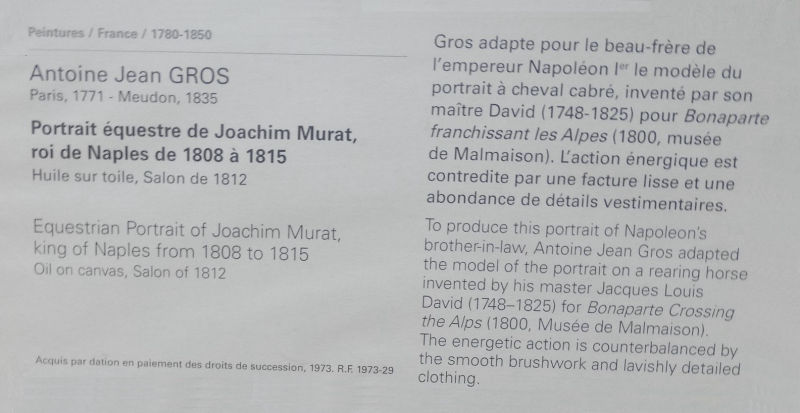 Peintures / France / 1780-1850
Antoine Jean GROS
Paris, 1771 - Meudon, 1835
Portrait équestre de Joachim Murat,
roi de Naples de 1808 à 1815
Huile sur toile, Salon de 1812
Equestrian Portrait of Joachim Murat,
king of Naples from 1808 to 1815
Oil on canvas, Salon of 1812
Acquis par dation en paiement des droits de succession, 1973. R.F. 1973-29
Gros adapte pour le beau-frère de
l'empereur Napoléon Ier le modèle du
portrait à cheval cabré, inventé par son
maître David (1748-1825) pour Bonaparte
franchissant les Alpes (1800, musée
de Malmaison). L'action énergique est
contredite par une facture lisse et une
abondance de détails vestimentaires.
To produce this portrait of Napoleon's
brother-in-law, Antoine Jean Gros adapted
the model of the portrait on a rearing horse
invented by his master Jacques Louis
David (1748–1825) for Bonaparte Crossing
the Alps (1800, Musée de Malmaison).
The energetic action is counterbalanced by
the smooth brushwork and lavishly detailed
clothing.